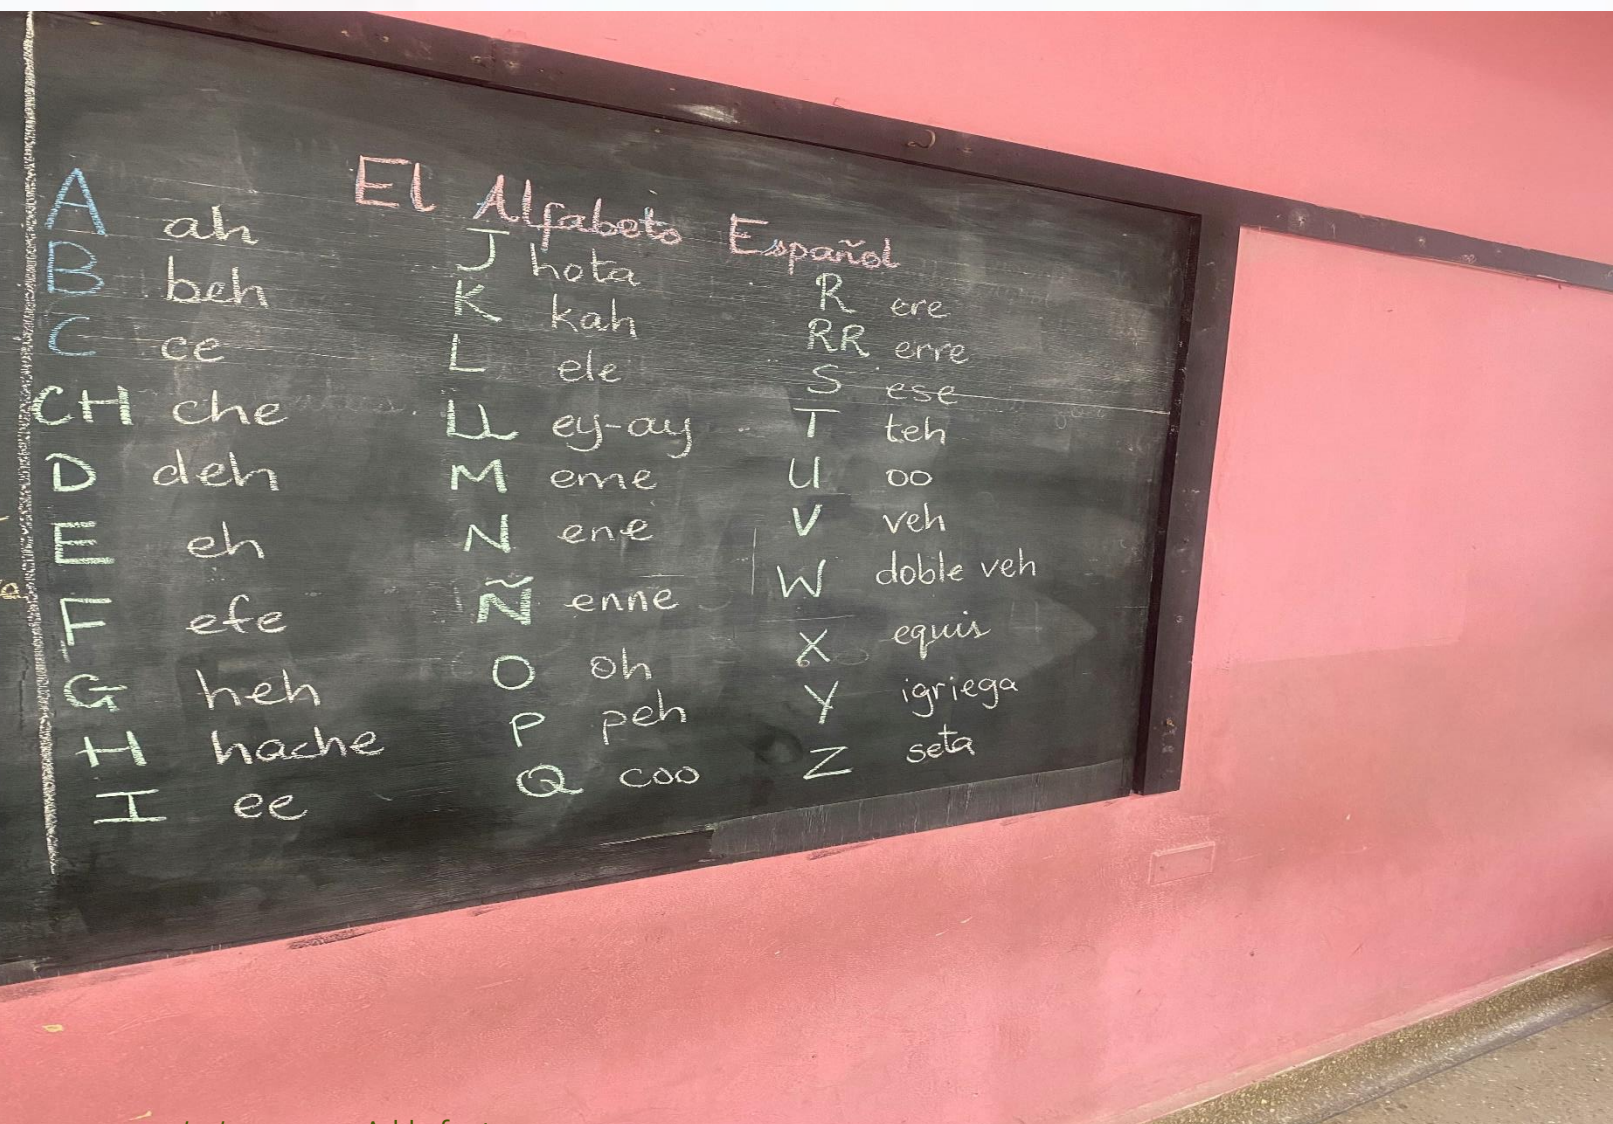 El Alfabeto Español
A ah
B beh
C ce
CH che
D deh
E eh
F efe
G heh
H hache
I ee
J hota
K kah
L ele
LL ey-ay
M eme
N ene
Ñ enne
O oh
P peh
Q coo
R ere
RR erre
S ese
T teh
U oo
V veh
W doble veh
X equis
Y igriega
Z seta